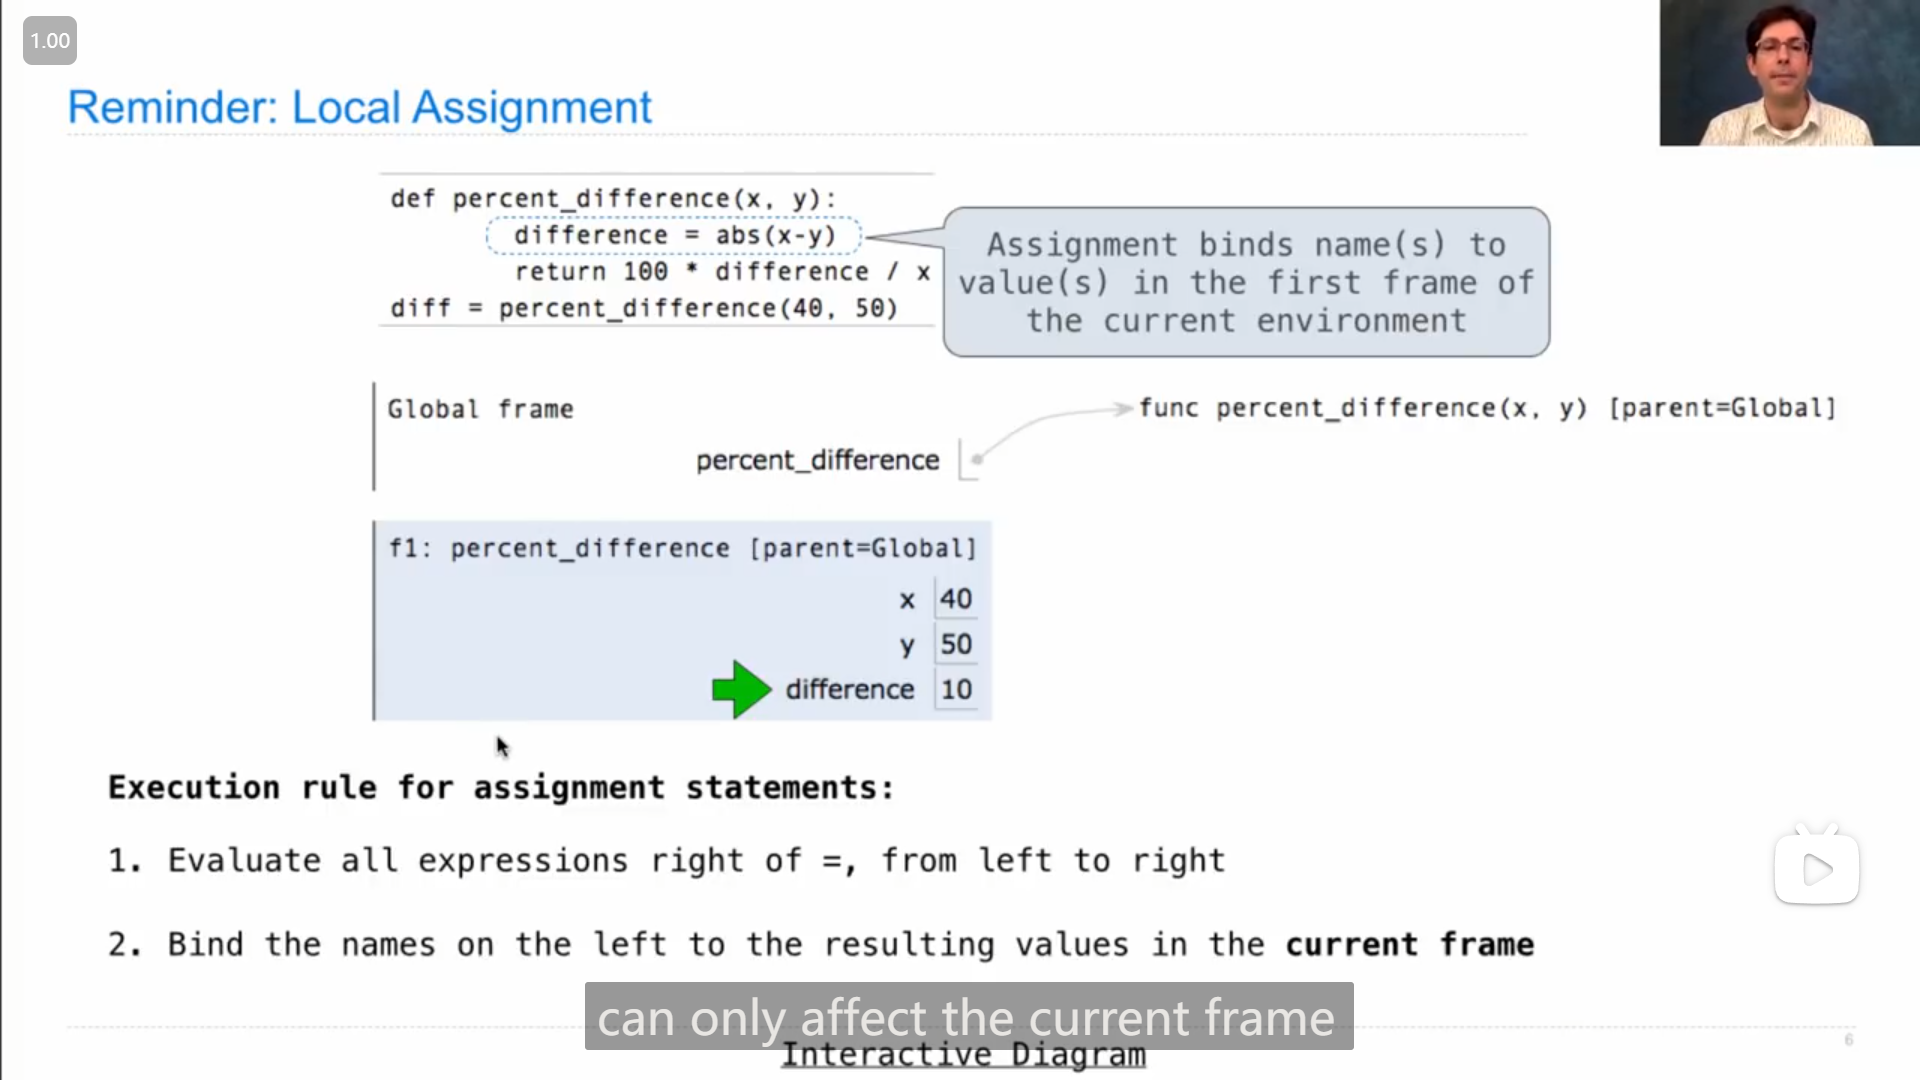 1.00
Reminder: Local Assignment
def percent_difference(x, y):
difference = abs(x-y)
return 100 * difference / x
diff = percent_difference(40, 50)
Assignment binds name(s) to
value(s) in the first frame of
the current environment
Global frame
percent_difference
func percent_difference(x, y) [parent=Global]
f1: percent_difference [parent=Global]
x 40
y 50
difference 10
Execution rule for assignment statements:
1. Evaluate all expressions right of =, from left to right
2. Bind the names on the left to the resulting values in the current frame
can only affect the current frame
6
Interactive Diagram